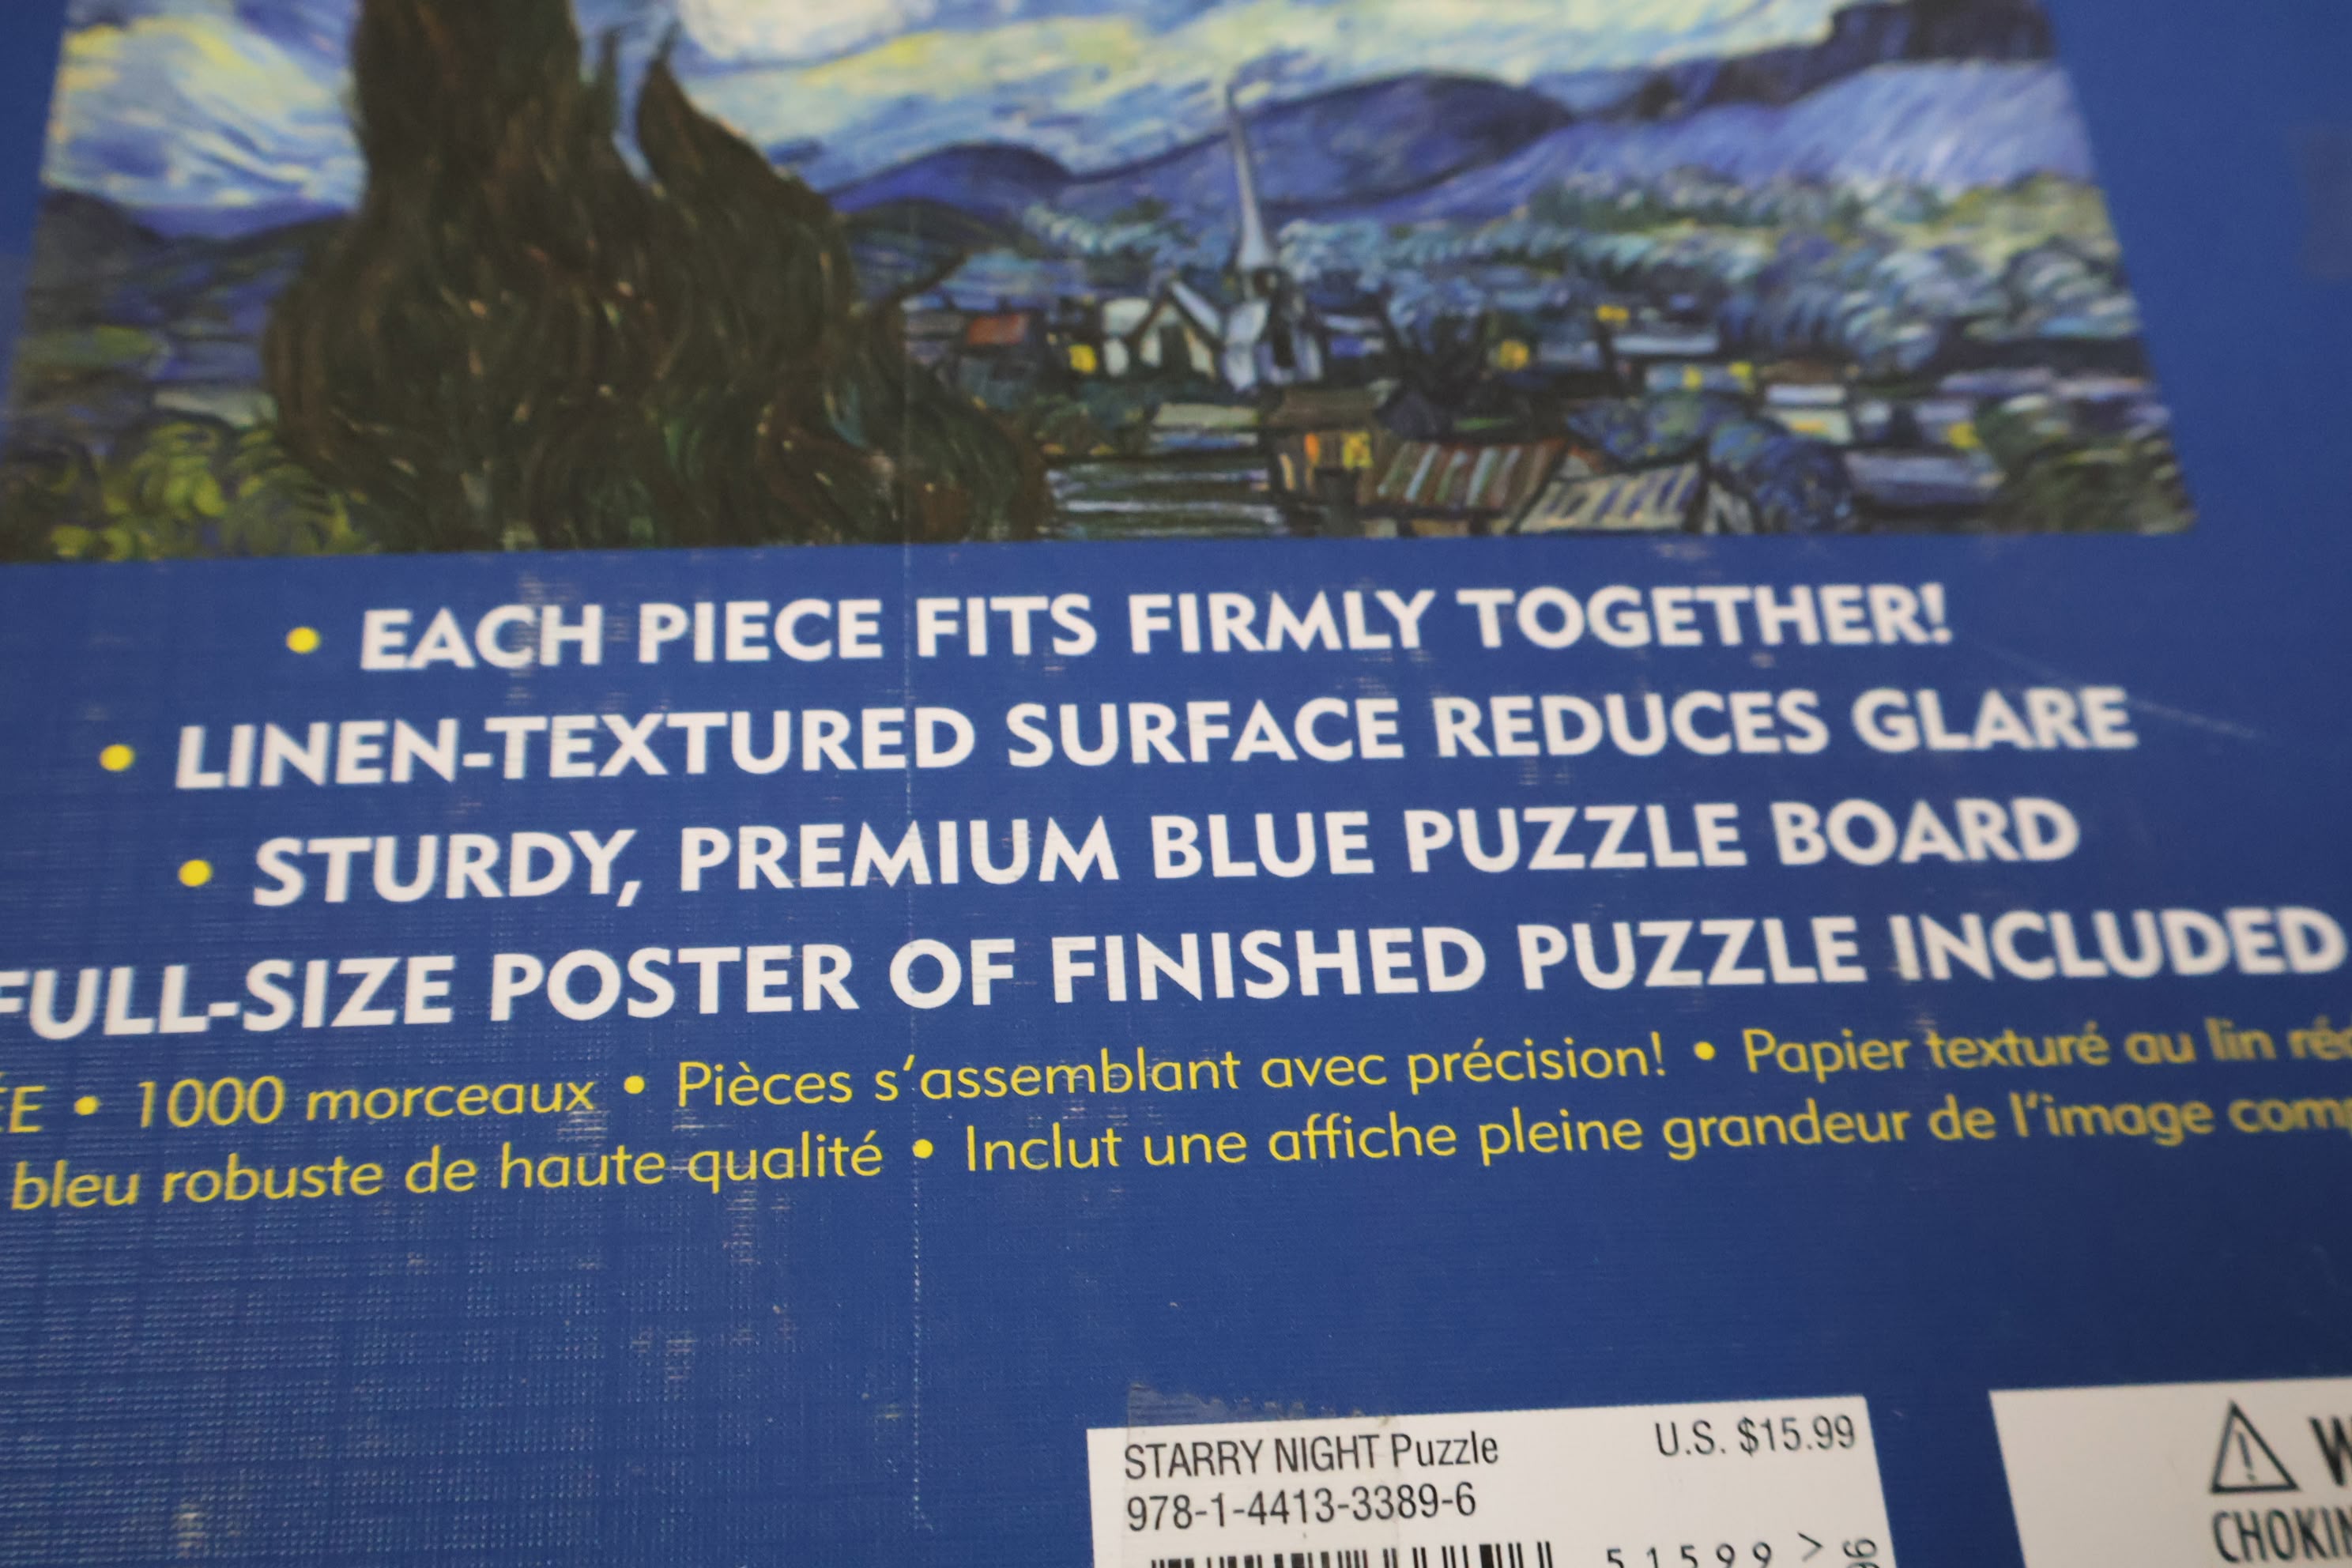 • EACH PIECE FITS FIRMLY TOGETHER!
• LINEN-TEXTURED SURFACE REDUCES GLARE
• STURDY, PREMIUM BLUE PUZZLE BOARD
FULL-SIZE POSTER OF FINISHED PUZZLE INCLUDED
• 1000 morceaux • Pièces s'assemblant avec précision! • Papier texturé au lin
bleu robuste de haute qualité • Inclut une affiche pleine grandeur de l'image
STARRY NIGHT Puzzle U.S. $15.99
978-1-4413-3389-6
51599 >